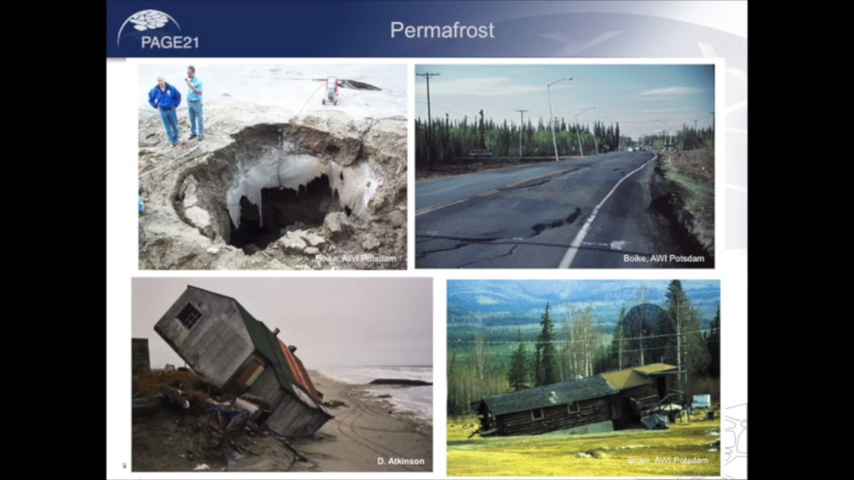 PAGE21
Permafrost
Boike, AWI Potsdam
Boike, AWI Potsdam
D. Atkinson
Boike, AWI Potsdam